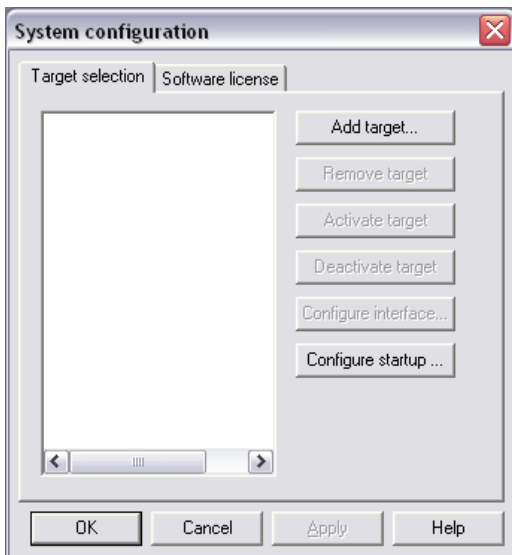 System configuration
Target selection
Software license
Add target...
Remove target
Activate target
Deactivate target
Configure interface...
Configure startup ...
OK
Cancel
Apply
Help